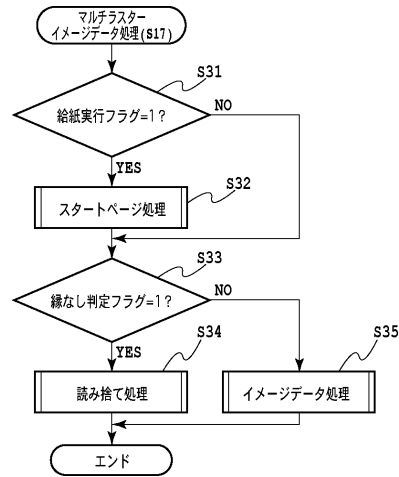 マルチラスター
イメージデータ処理(S17)
S31
給紙実行フラグ=1?
NO
YES
S32
スタートページ処理
S33
縁なし判定フラグ=1?
NO
YES
S34
S35
読み捨て処理
イメージデータ処理
エンド